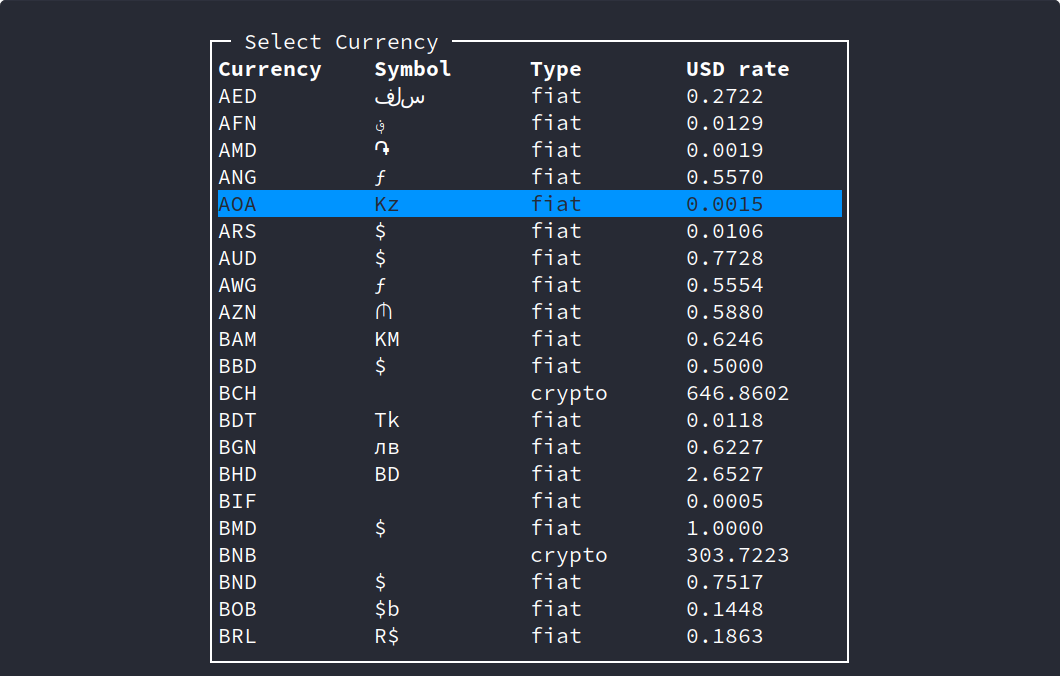 Select Currency
Currency Symbol Type USD rate
AED فلس fiat 0.2722
AFN ؋ fiat 0.0129
AMD ֏ fiat 0.0019
ANG ƒ fiat 0.5570
AOA Kz fiat 0.0015
ARS $ fiat 0.0106
AUD $ fiat 0.7728
AWG ƒ fiat 0.5554
AZN ₼ fiat 0.5880
BAM KM fiat 0.6246
BBD $ fiat 0.5000
BCH crypto 646.8602
BDT Tk fiat 0.0118
BGN лв fiat 0.6227
BHD BD fiat 2.6527
BIF fiat 0.0005
BMD $ fiat 1.0000
BNB crypto 303.7223
BND $ fiat 0.7517
BOB $b fiat 0.1448
BRL R$ fiat 0.1863